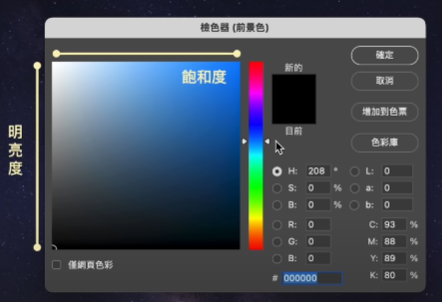 檢色器 (前景色)
飽和度
明亮度
新的
目前
確定
取消
增加到色票
色彩庫
H: 208 °
S: 0 %
B: 0 %
R: 0
G: 0
B: 0
L: 0
a: 0
b: 0
C: 93 %
M: 88 %
Y: 89 %
K: 80 %
# 000000
僅網頁色彩